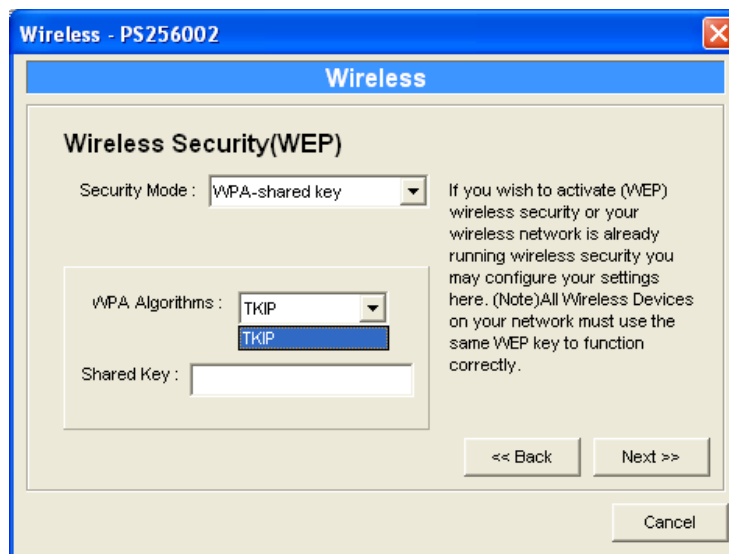 Wireless - PS256002
Wireless
Wireless Security(WEP)
Security Mode : WPA-shared key
If you wish to activate (WEP)
wireless security or your
wireless network is already
running wireless security you
may configure your settings
here. (Note)All Wireless Devices
on your network must use the
same WEP key to function
correctly.
WPA Algorithms : TKIP
TKIP
Shared Key :
<< Back Next >>
Cancel